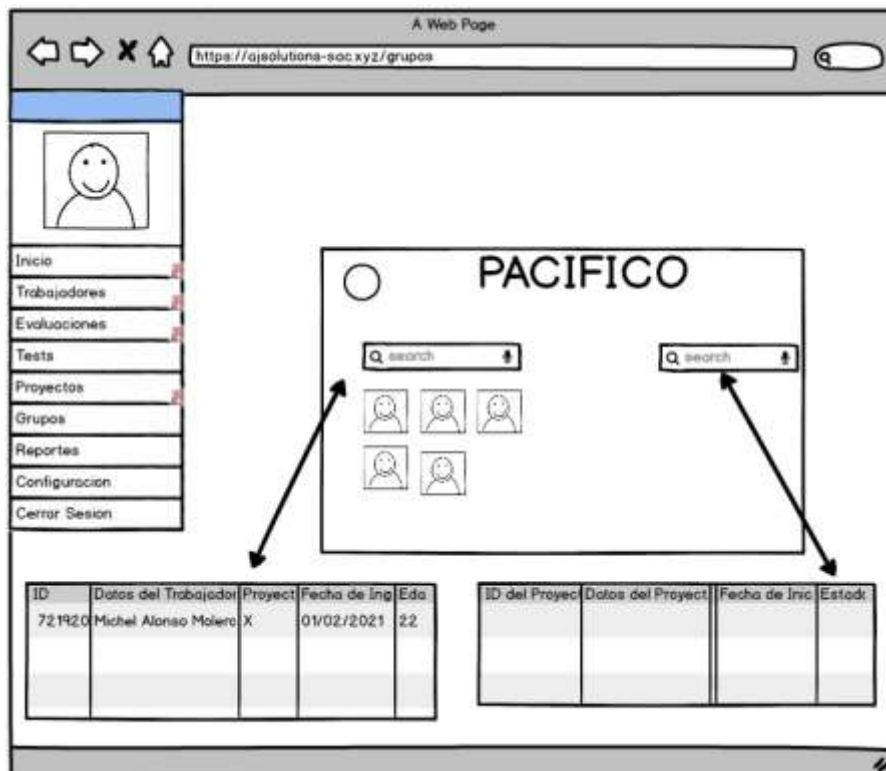 A Web Page
https://ajsolutions-sac.xyz/grupos
Inicio
Trabajadores
Evaluaciones
Tests
Proyectos
Grupos
Reportes
Configuracion
Cerrar Sesion
PACIFICO
search
search
ID Datos del Trabajador Proyect Fecha de Ing Eda
721920 Michel Alonso Molero X 01/02/2021 22
ID del Proyec Datos del Proyect Fecha de Inic Estado